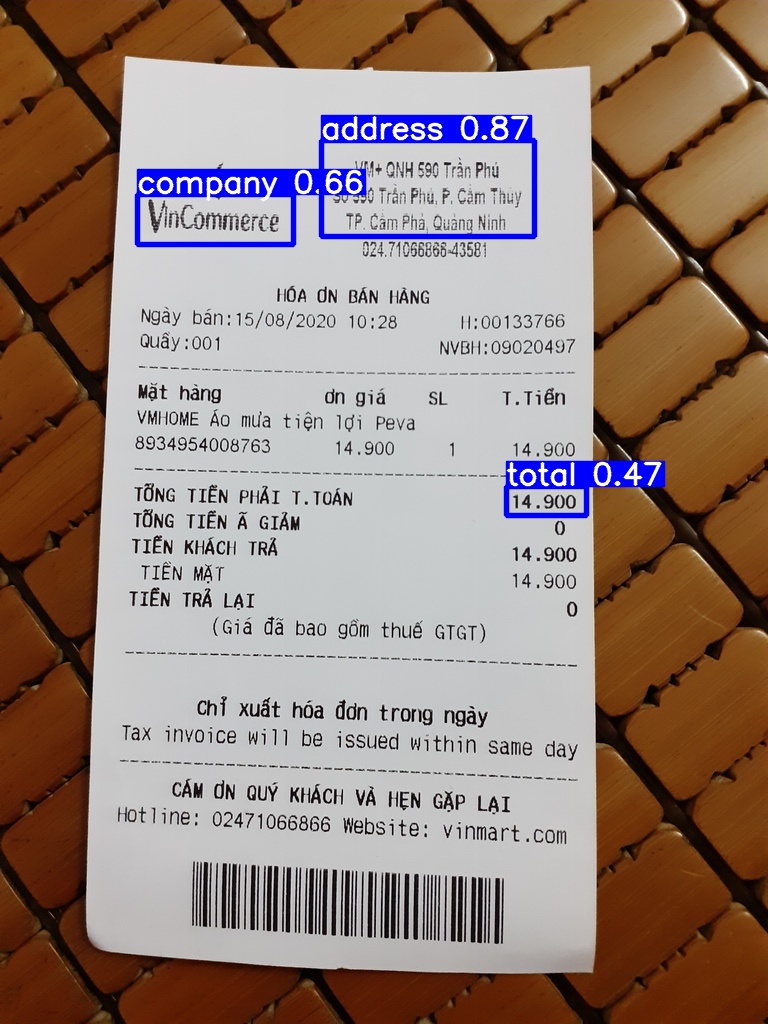 address 0.87
VM+ QNH 590 Trần Phú
company 0.66
590 Trần Phú, P. Cẩm Thủy
VinCommerce
TP. Cẩm Phả, Quảng Ninh
024.71066866-43581
HÓA ƠN BÁN HÀNG
Ngày bán:15/08/2020 10:28 H:00133766
Quầy:001 NVBH:09020497
Mặt hàng ơn giá SL T.Tiền
VMHOME Áo mưa tiện lợi Peva
8934954008763 14.900 1 14.900
total 0.47
TỔNG TIỀN PHẢI T.TOÁN 14.900
TỔNG TIỀN Ã GIẢM 0
TIỀN KHÁCH TRẢ 14.900
TIỀN MẶT 14.900
TIỀN TRẢ LẠI 0
(Giá đã bao gồm thuế GTGT)
Chỉ xuất hóa đơn trong ngày
Tax invoice will be issued within same day
CẢM ƠN QUÝ KHÁCH VÀ HẸN GẶP LẠI
Hotline: 02471066866 Website: vinmart.com